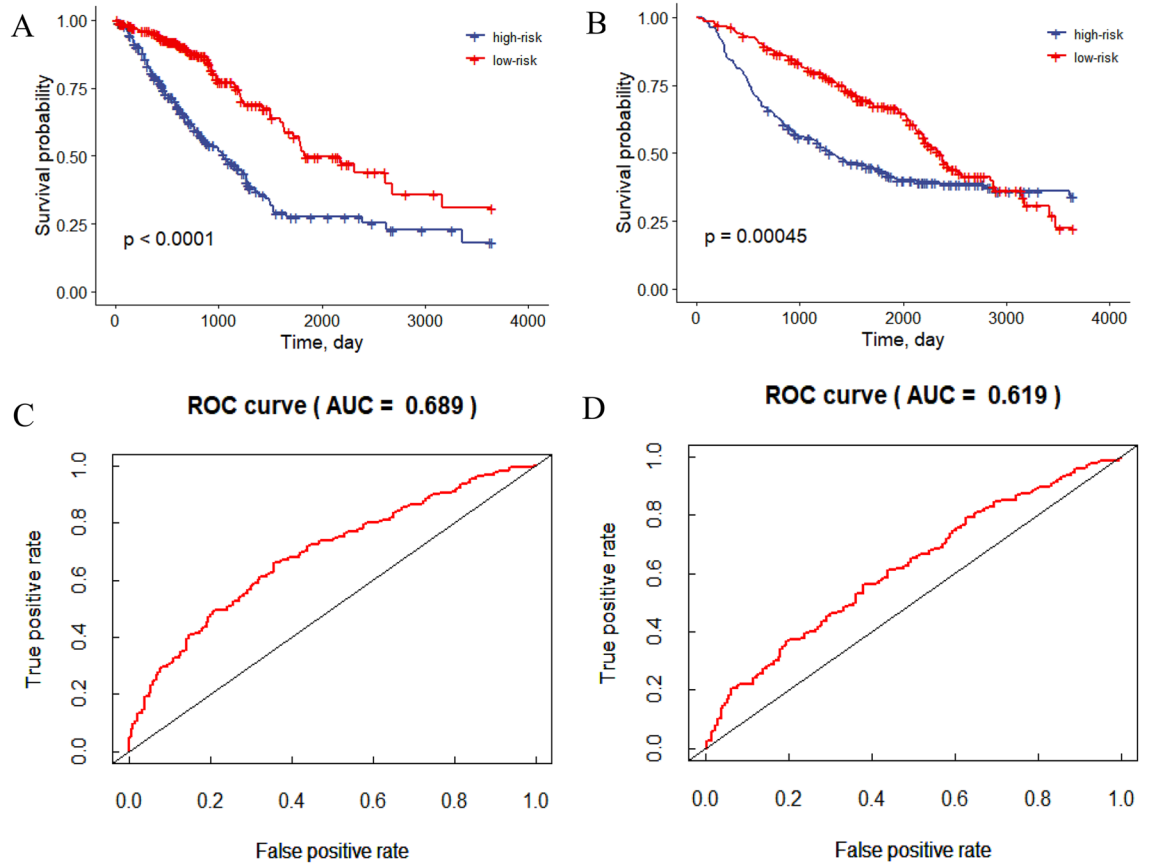 A
1.00
0.75
0.50
0.25
0.00
Survival probability
high-risk
low-risk
p < 0.0001
0
1000
2000
3000
4000
Time, day
B
1.00
0.75
0.50
0.25
0.00
Survival probability
high-risk
low-risk
p = 0.00045
0
1000
2000
3000
4000
Time, day
C
ROC curve ( AUC = 0.689 )
1.0
0.8
0.6
0.4
0.2
0.0
True positive rate
0.0
0.2
0.4
0.6
0.8
1.0
False positive rate
D
ROC curve ( AUC = 0.619 )
1.0
0.8
0.6
0.4
0.2
0.0
True positive rate
0.0
0.2
0.4
0.6
0.8
1.0
False positive rate